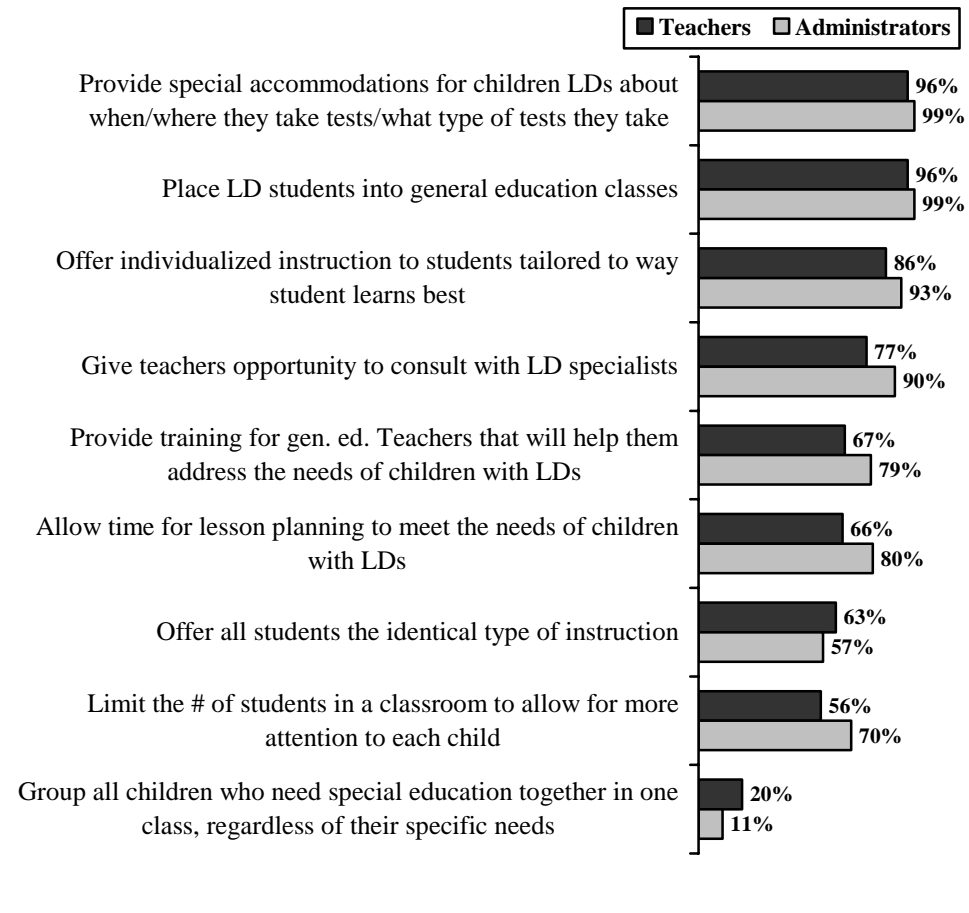 Teachers Administrators
Provide special accommodations for children LDs about
when/where they take tests/what type of tests they take
96%
99%
Place LD students into general education classes
96%
99%
Offer individualized instruction to students tailored to way
student learns best
86%
93%
Give teachers opportunity to consult with LD specialists
77%
90%
Provide training for gen. ed. Teachers that will help them
address the needs of children with LDs
67%
79%
Allow time for lesson planning to meet the needs of children
with LDs
66%
80%
Offer all students the identical type of instruction
63%
57%
Limit the # of students in a classroom to allow for more
attention to each child
56%
70%
Group all children who need special education together in one
class, regardless of their specific needs
20%
11%